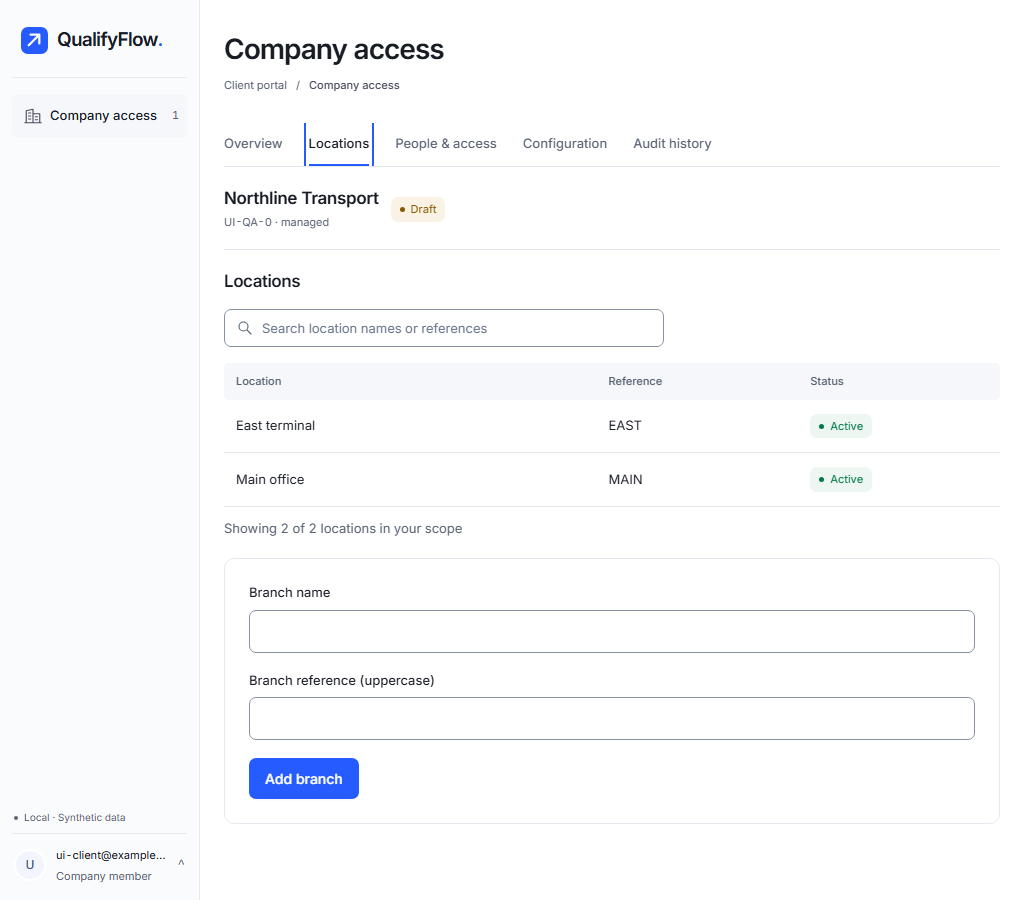 QualifyFlow.
Company access 1
Local · Synthetic data
U
ui-client@example...
Company member
^
Company access
Client portal / Company access
Overview Locations People & access Configuration Audit history
Northline Transport
UI-QA-0 · managed
Draft
Locations
Search location names or references
Location Reference Status
East terminal EAST Active
Main office MAIN Active
Showing 2 of 2 locations in your scope
Branch name
Branch reference (uppercase)
Add branch